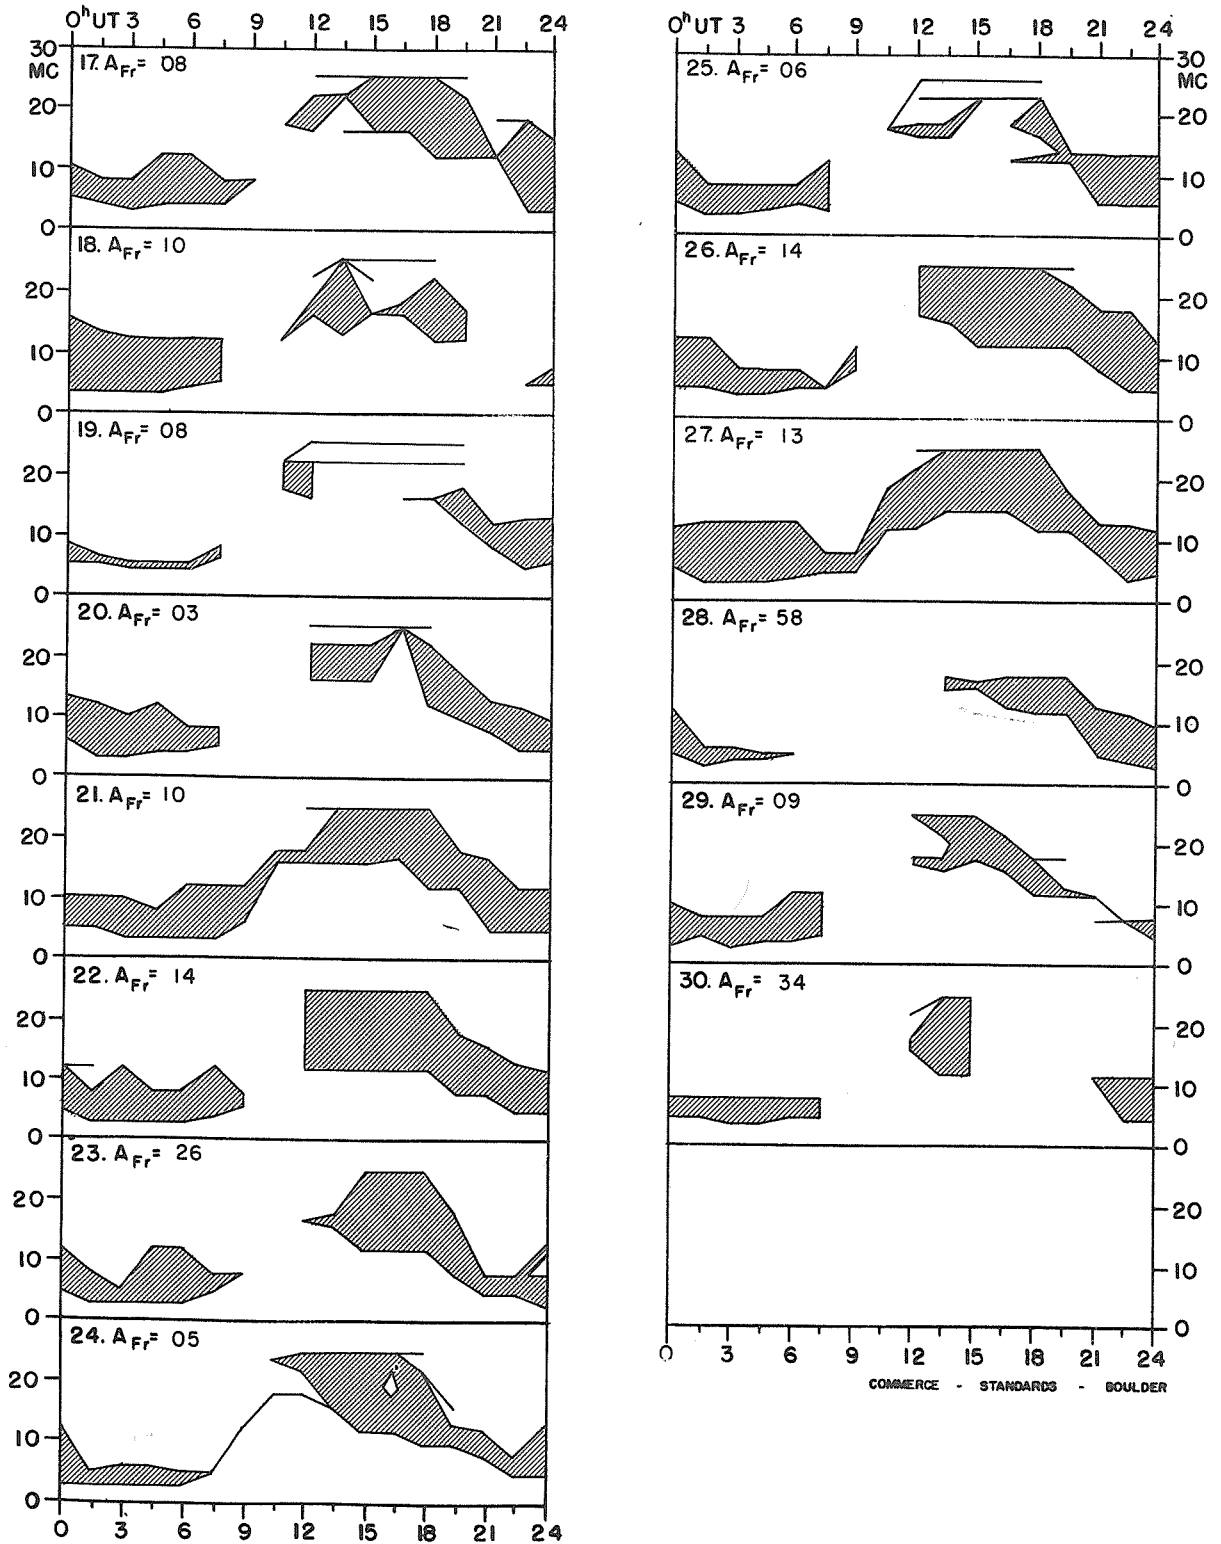 0ʰ UT 3 6 9 12 15 18 21 24
30
MC
17. A_Fr = 08
20
10
0
18. A_Fr = 10
20
10
0
19. A_Fr = 08
20
10
0
20. A_Fr = 03
20
10
0
21. A_Fr = 10
20
10
0
22. A_Fr = 14
20
10
0
23. A_Fr = 26
20
10
0
24. A_Fr = 05
20
10
0
0 3 6 9 12 15 18 21 24
0ʰ UT 3 6 9 12 15 18 21 24
30
MC
25. A_Fr = 06
20
10
0
26. A_Fr = 14
20
10
0
27. A_Fr = 13
20
10
0
28. A_Fr = 58
20
10
0
29. A_Fr = 09
20
10
0
30. A_Fr = 34
20
10
0
20
10
0
0 3 6 9 12 15 18 21 24
COMMERCE - STANDARDS - BOULDER